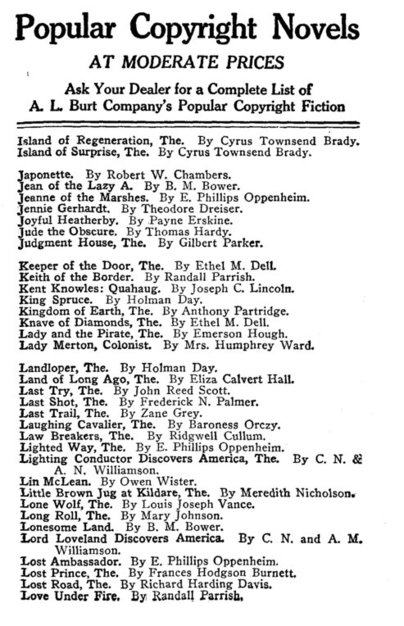 Popular Copyright Novels
AT MODERATE PRICES
Ask Your Dealer for a Complete List of
A. L. Burt Company's Popular Copyright Fiction
Island of Regeneration, The. By Cyrus Townsend Brady.
Island of Surprise, The. By Cyrus Townsend Brady.
Japonette. By Robert W. Chambers.
Jean of the Lazy A. By B. M. Bower.
Jeanne of the Marshes. By E. Phillips Oppenheim.
Jennie Gerhardt. By Theodore Dreiser.
Joyful Heatherby. By Payne Erskine.
Jude the Obscure. By Thomas Hardy.
Judgment House, The. By Gilbert Parker.
Keeper of the Door, The. By Ethel M. Dell.
Keith of the Border. By Randall Parrish.
Kent Knowles: Quahaug. By Joseph C. Lincoln.
King Spruce. By Holman Day.
Kingdom of Earth, The. By Anthony Partridge.
Knave of Diamonds, The. By Ethel M. Dell.
Lady and the Pirate, The. By Emerson Hough.
Lady Merton, Colonist. By Mrs. Humphrey Ward.
Landloper, The. By Holman Day.
Land of Long Ago, The. By Eliza Calvert Hall.
Last Try, The. By John Reed Scott.
Last Shot, The. By Frederick N. Palmer.
Last Trail, The. By Zane Grey.
Laughing Cavalier, The. By Baroness Orczy.
Law Breakers, The. By Ridgwell Cullum.
Lighted Way, The. By E. Phillips Oppenheim.
Lighting Conductor Discovers America, The. By C. N. &
A. N. Williamson.
Lin McLean. By Owen Wister.
Little Brown Jug at Kildare, The. By Meredith Nicholson.
Lone Wolf, The. By Louis Joseph Vance.
Long Roll, The. By Mary Johnson.
Lonesome Land. By B. M. Bower.
Lord Loveland Discovers America. By C. N. and A. M.
Williamson.
Lost Ambassador. By E. Phillips Oppenheim.
Lost Prince, The. By Frances Hodgson Burnett.
Lost Road, The. By Richard Harding Davis.
Love Under Fire. By Randall Parrish.